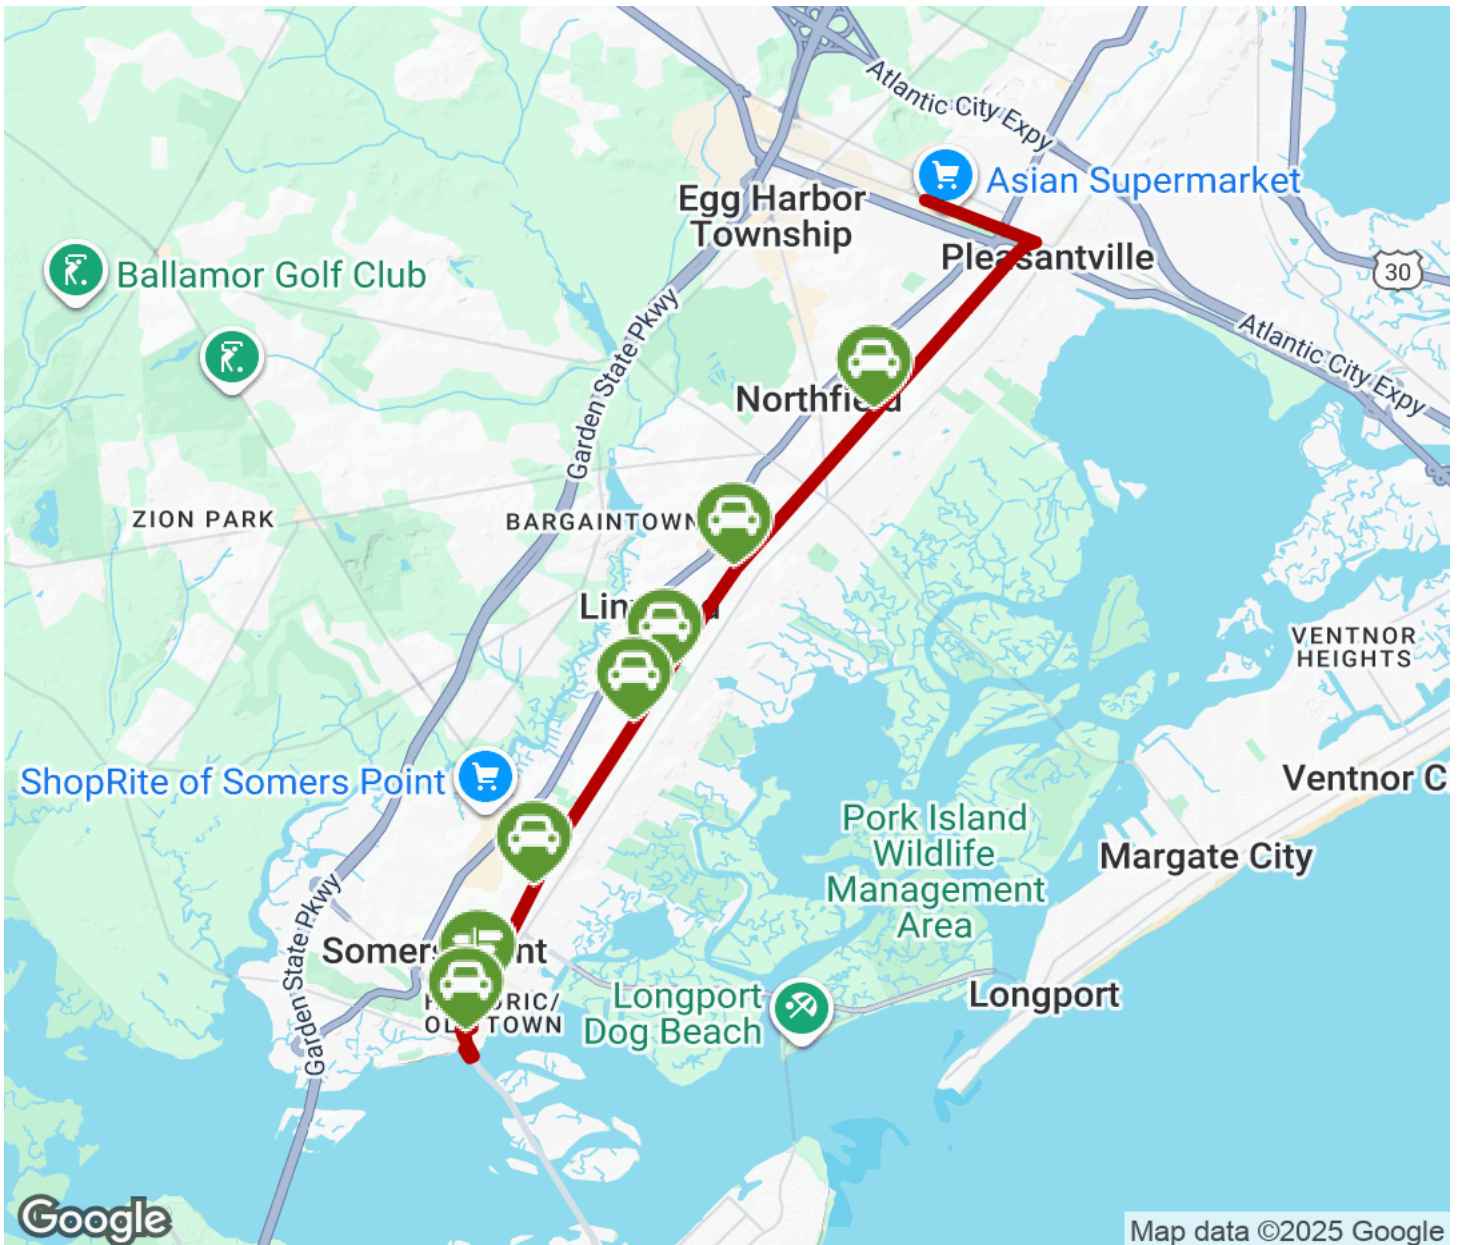 Atlantic City Expy
Asian Supermarket
Egg Harbor
Township
Pleasantville
30
Ballamor Golf Club
Garden State Pkwy
Atlantic City Expy
Northfield
ZION PARK
BARGAINTOWN
VENTNOR
HEIGHTS
ShopRite of Somers Point
Ventnor C
Pork Island
Wildlife
Management
Area
Margate City
Garden State Pkwy
Longport
Longport
Dog Beach
TOWN
Google
Map data ©2025 Google